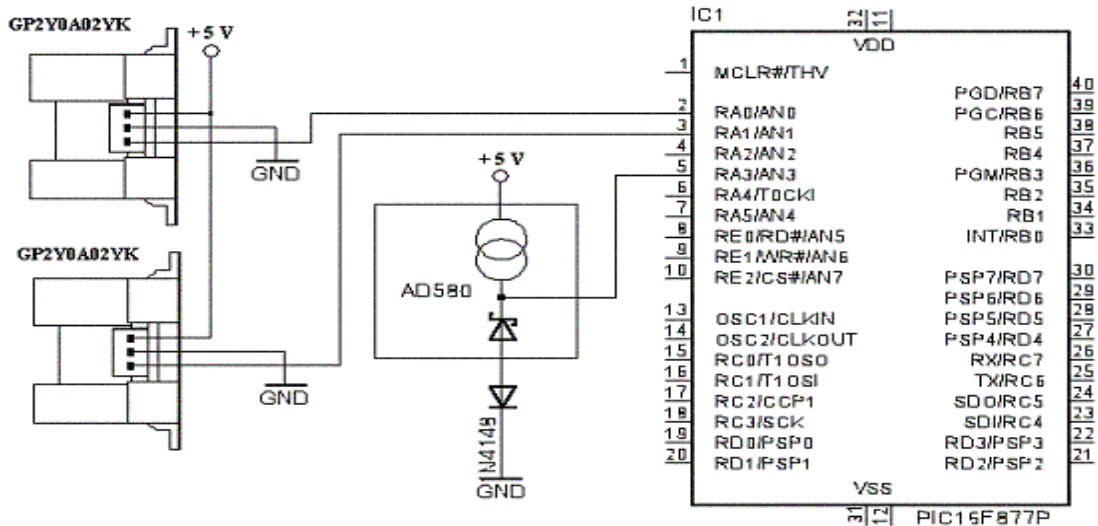 GP2Y0A02YK
+5 V
GND
GP2Y0A02YK
GND
+5 V
AD580
1N4148
GND
IC1
32 11
VDD
1 MCLR#/THV
2 RA0/AN0
3 RA1/AN1
4 RA2/AN2
5 RA3/AN3
6 RA4/T0CKI
7 RA5/AN4
8 RE0/RD#/AN5
9 RE1/WR#/AN6
10 RE2/CS#/AN7
13 OSC1/CLKIN
14 OSC2/CLKOUT
15 RC0/T1OSO
16 RC1/T1OSI
17 RC2/CCP1
18 RC3/SCK
19 RD0/PSP0
20 RD1/PSP1
PGD/RB7 40
PGC/RB6 39
RB5 38
RB4 37
PGM/RB3 36
RB2 35
RB1 34
INT/RB0 33
PSP7/RD7 30
PSP6/RD6 29
PSP5/RD5 28
PSP4/RD4 27
RX/RC7 26
TX/RC6 25
SDO/RC5 24
SDI/RC4 23
RD3/PSP3 22
RD2/PSP2 21
VSS
31 12
PIC16F877P